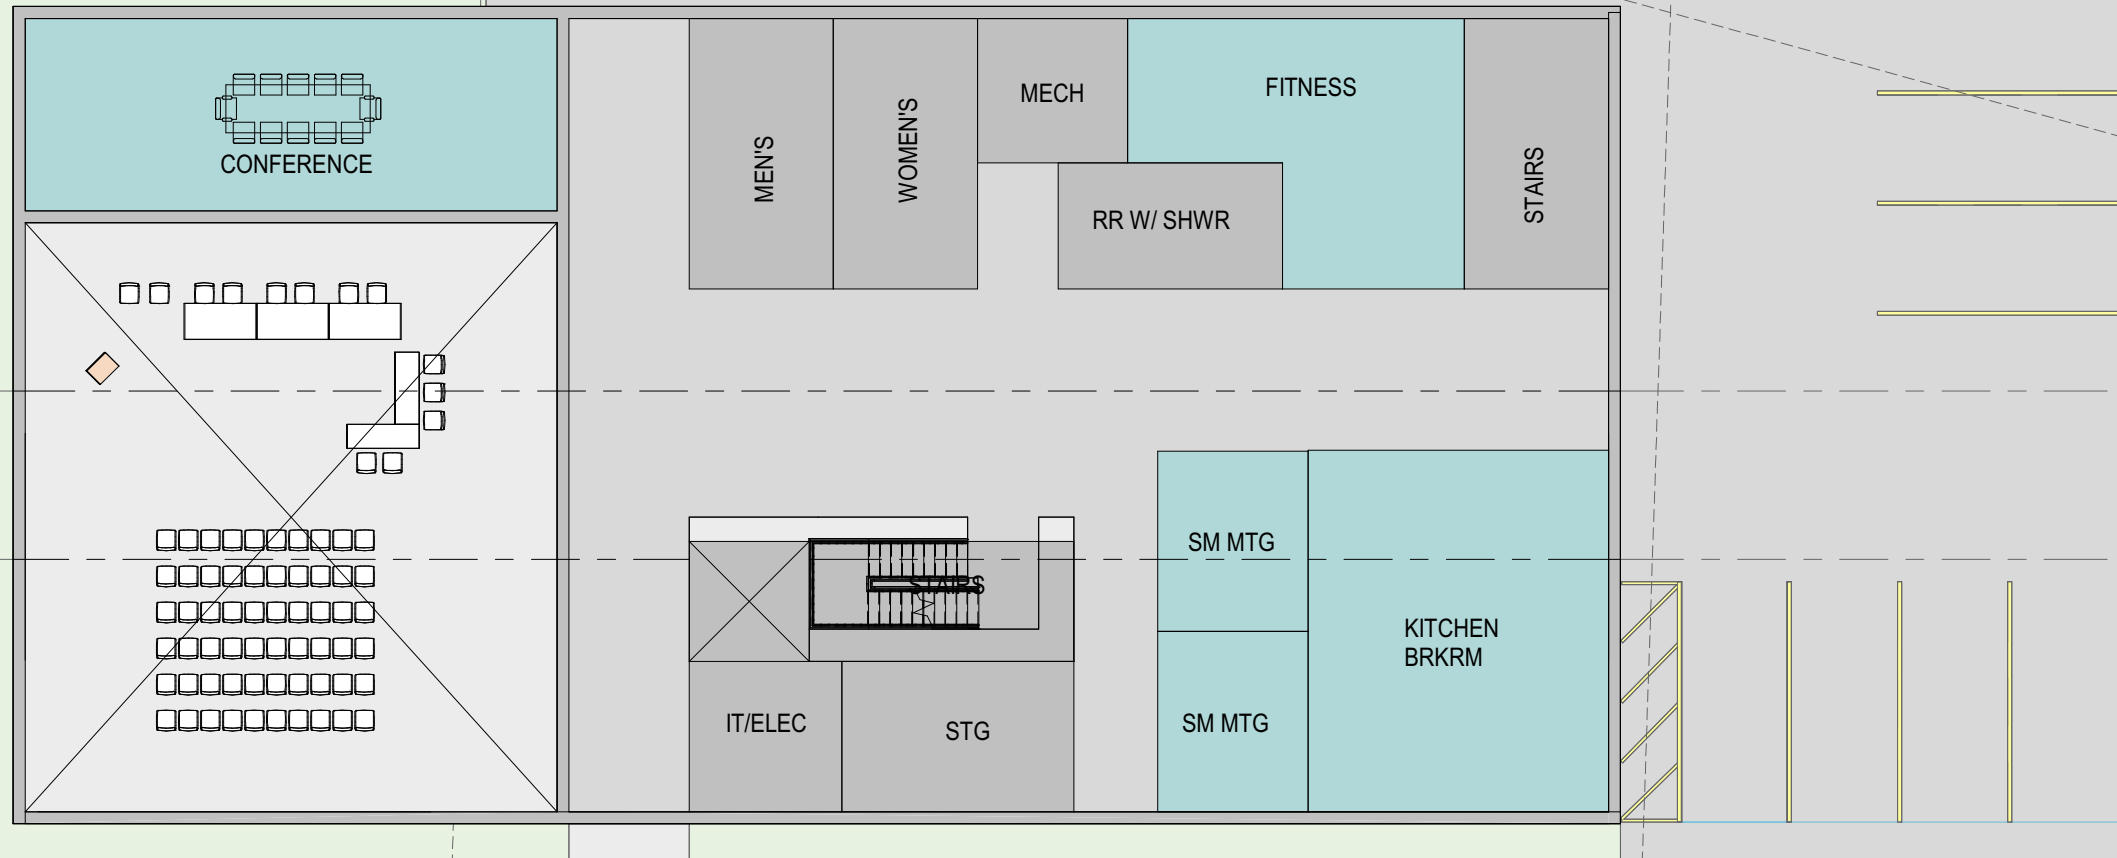 CONFERENCE
MEN'S
WOMEN'S
MECH
FITNESS
RR W/ SHWR
STAIRS
STAIRS
SM MTG
KITCHEN
BRKRM
IT/ELEC
STG
SM MTG